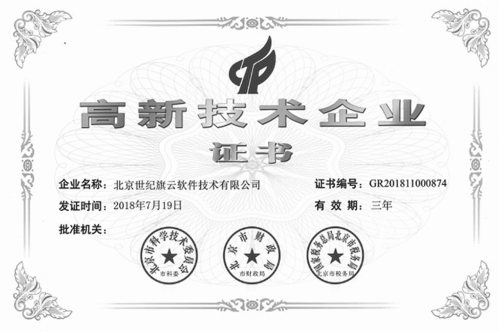 高新技术企业
证书
企业名称：北京世纪旗云软件技术有限公司
证书编号：GR201811000874
发证时间：2018年7月19日
有效期：三年
批准机关：
北京市科学技术委员会
市科委
北京市财政局
市财政局
国家税务总局北京市税务局
北京市税务局